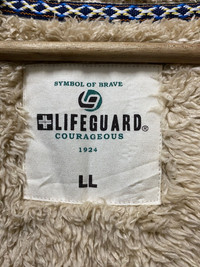 SYMBOL OF BRAVE
LIFEGUARD®
COURAGEOUS
1924
LL